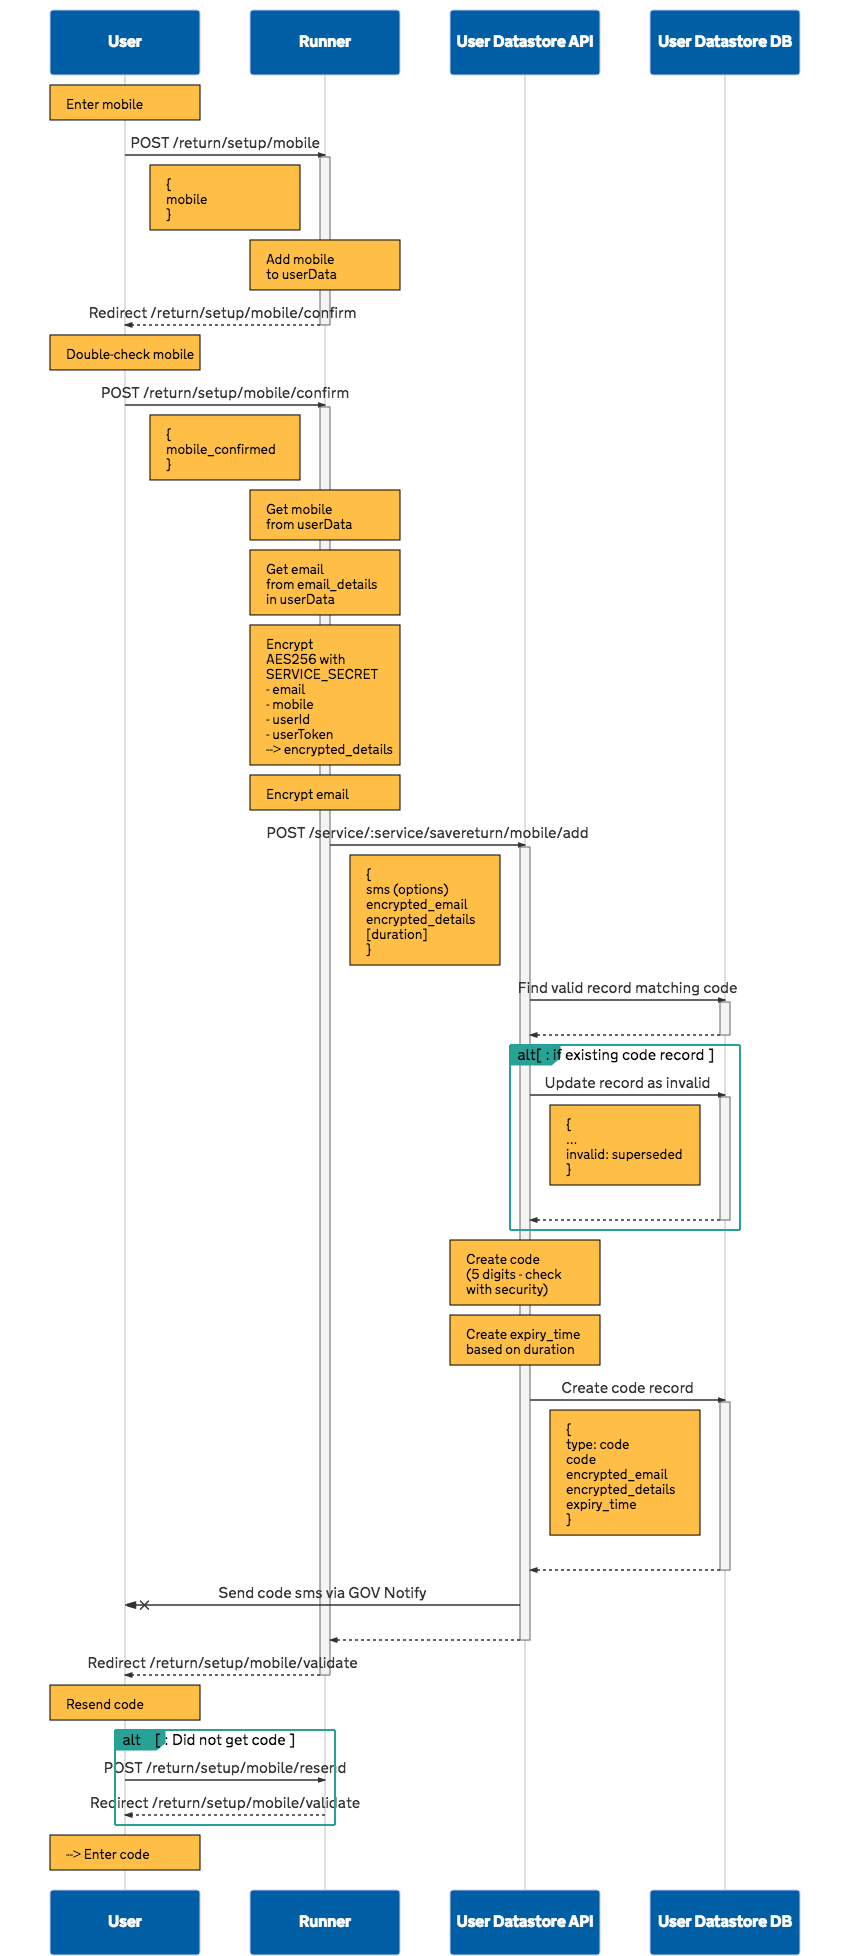 User
Runner
User Datastore API
User Datastore DB
Enter mobile
POST /return/setup/mobile
{
mobile
}
Add mobile
to userData
Redirect /return/setup/mobile/confirm
Double-check mobile
POST /return/setup/mobile/confirm
{
mobile_confirmed
}
Get mobile
from userData
Get email
from email_details
in userData
Encrypt
AES256 with
SERVICE_SECRET
- email
- mobile
- userId
- userToken
--> encrypted_details
Encrypt email
POST /service/:service/savereturn/mobile/add
{
sms (options)
encrypted_email
encrypted_details
[duration]
}
Find valid record matching code
alt [ : if existing code record ]
Update record as invalid
{
...
invalid: superseded
}
Create code
(5 digits - check
with security)
Create expiry_time
based on duration
Create code record
{
type: code
code
encrypted_email
encrypted_details
expiry_time
}
Send code sms via GOV Notify
Redirect /return/setup/mobile/validate
Resend code
alt [ : Did not get code ]
POST /return/setup/mobile/resend
Redirect /return/setup/mobile/validate
--> Enter code
User
Runner
User Datastore API
User Datastore DB